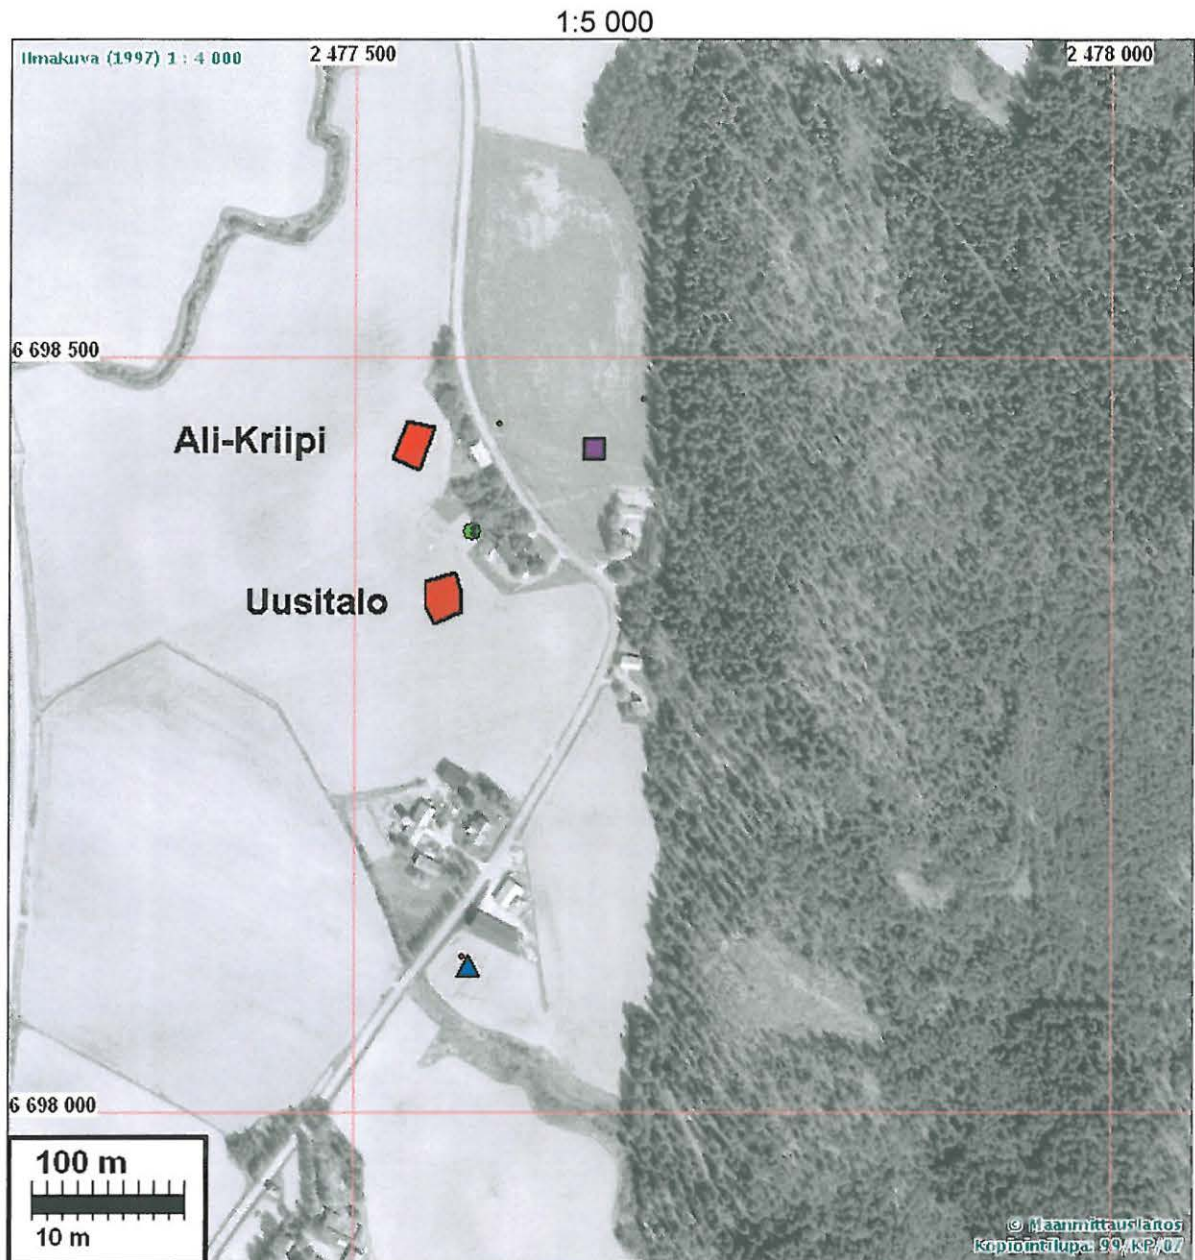 1:5 000
Ilmakuva (1997) 1 : 4 000
2 477 500
2 478 000
6 698 500
Ali-Kriipi
Uusitalo
6 698 000
100 m
10 m
© Maanmittauslaitos
Kopiointilupa: 99/KP/07